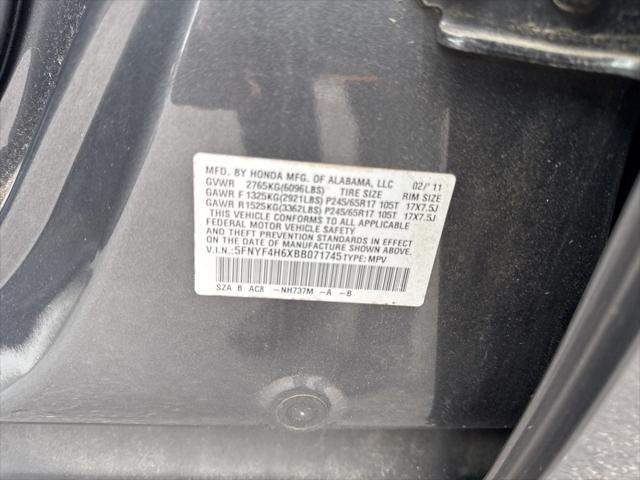 MFD. BY HONDA MFG. OF ALABAMA, LLC 02/'11
GVWR 2765KG(6096LBS) TIRE SIZE RIM SIZE
GAWR F 1325KG(2921LBS) P245/65R17 105T 17X7.5J
GAWR R 1525KG(3362LBS) P245/65R17 105T 17X7.5J
THIS VEHICLE CONFORMS TO ALL APPLICABLE
FEDERAL MOTOR VEHICLE SAFETY
AND THEFT PREVENTION STANDARDS IN EFFECT
ON THE DATE OF MANUFACTURE SHOWN ABOVE.
V.I.N.:5FNYF4H6XBB071745 TYPE: MPV
SZA B AC8 -NH737M -A -B